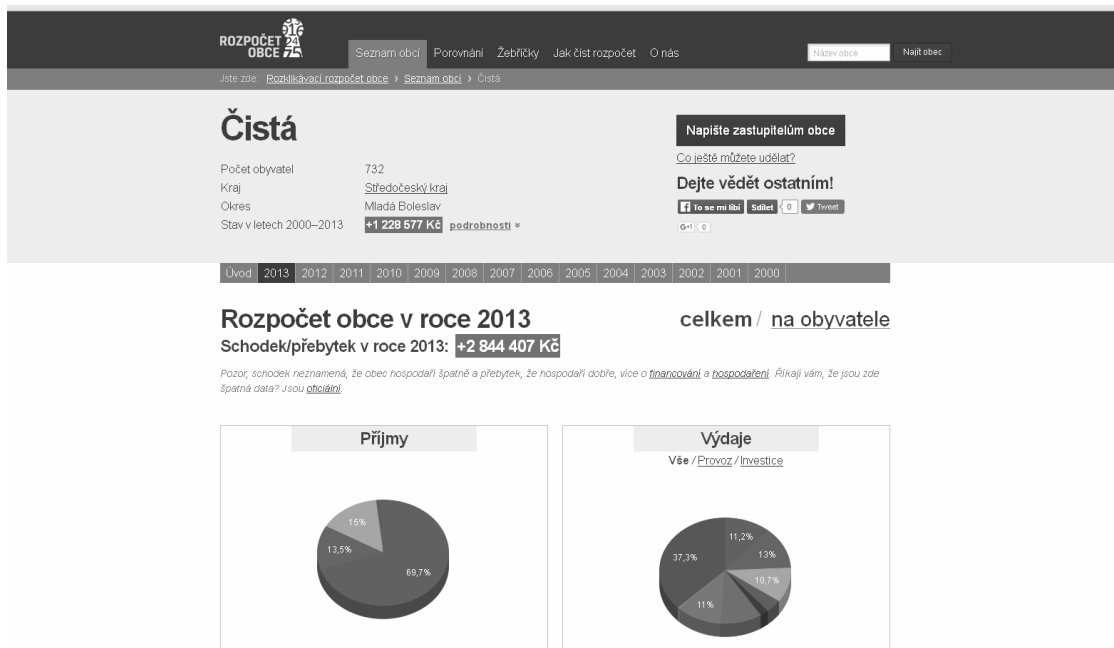 ROZPOČET OBCE
Seznam obcí Porovnání Žebříčky Jak číst rozpočet O nás
Název obce Najít obec
Jste zde: Rozklikávací rozpočet obce › Seznam obcí › Čistá
Čistá
Počet obyvatel 732
Kraj Středočeský kraj
Okres Mladá Boleslav
Stav v letech 2000–2013 +1 228 577 Kč podrobnosti
Napište zastupitelům obce
Co ještě můžete udělat?
Dejte vědět ostatním!
To se mi líbí Sdílet 0 Tweet
G+1 0
Úvod 2013 2012 2011 2010 2009 2008 2007 2006 2005 2004 2003 2002 2001 2000
Rozpočet obce v roce 2013
celkem / na obyvatele
Schodek/přebytek v roce 2013: +2 844 407 Kč
Pozor, schodek neznamená, že obec hospodaří špatně a přebytek, že hospodaří dobře, více o financování a hospodaření. Říkají vám, že jsou zde
špatná data? Jsou oficiální.
Příjmy
15%
13,5%
69,7%
Výdaje
Vše / Provoz / Investice
11,2%
37,3%
13%
10,7%
11%